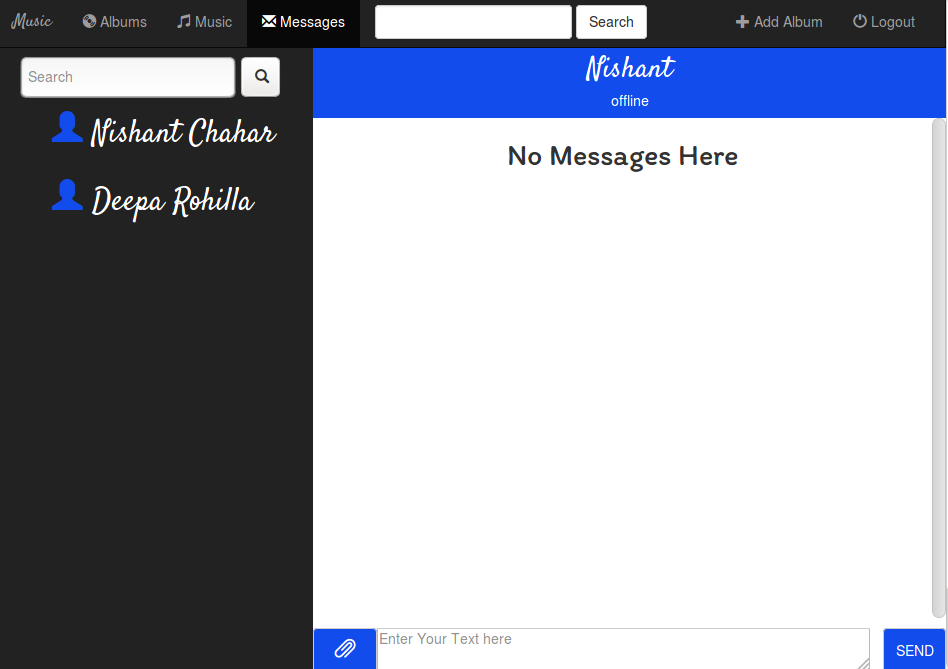 Music Albums Music Messages Search Add Album Logout
Search
Nishant Chahar
Deepa Rohilla
Nishant
offline
No Messages Here
Enter Your Text here SEND